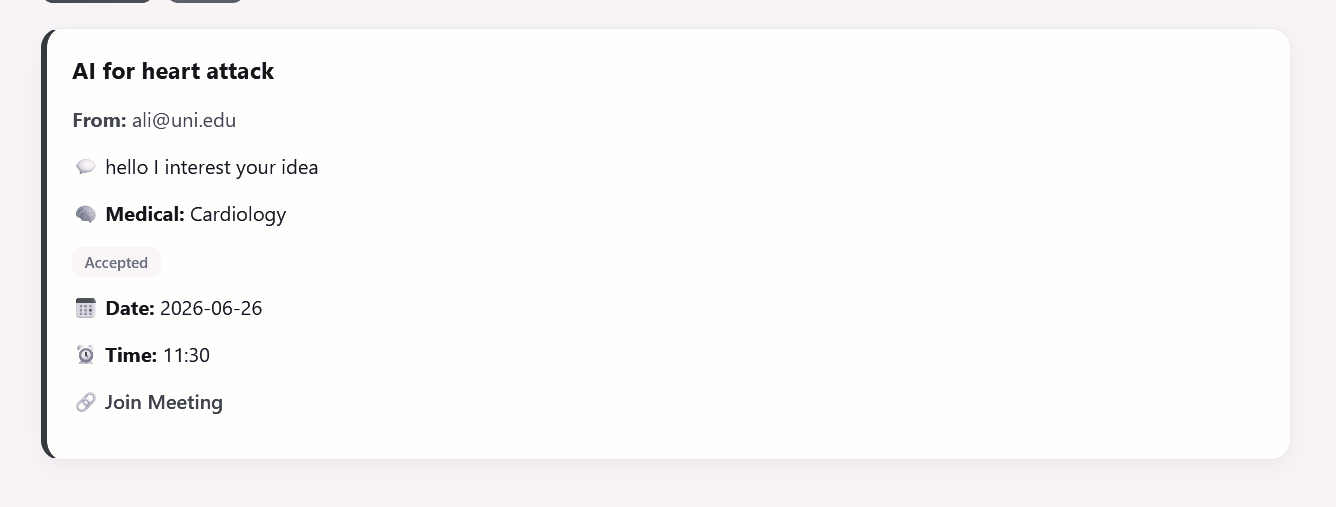 AI for heart attack
From: ali@uni.edu
hello I interest your idea
Medical: Cardiology
Accepted
Date: 2026-06-26
Time: 11:30
Join Meeting